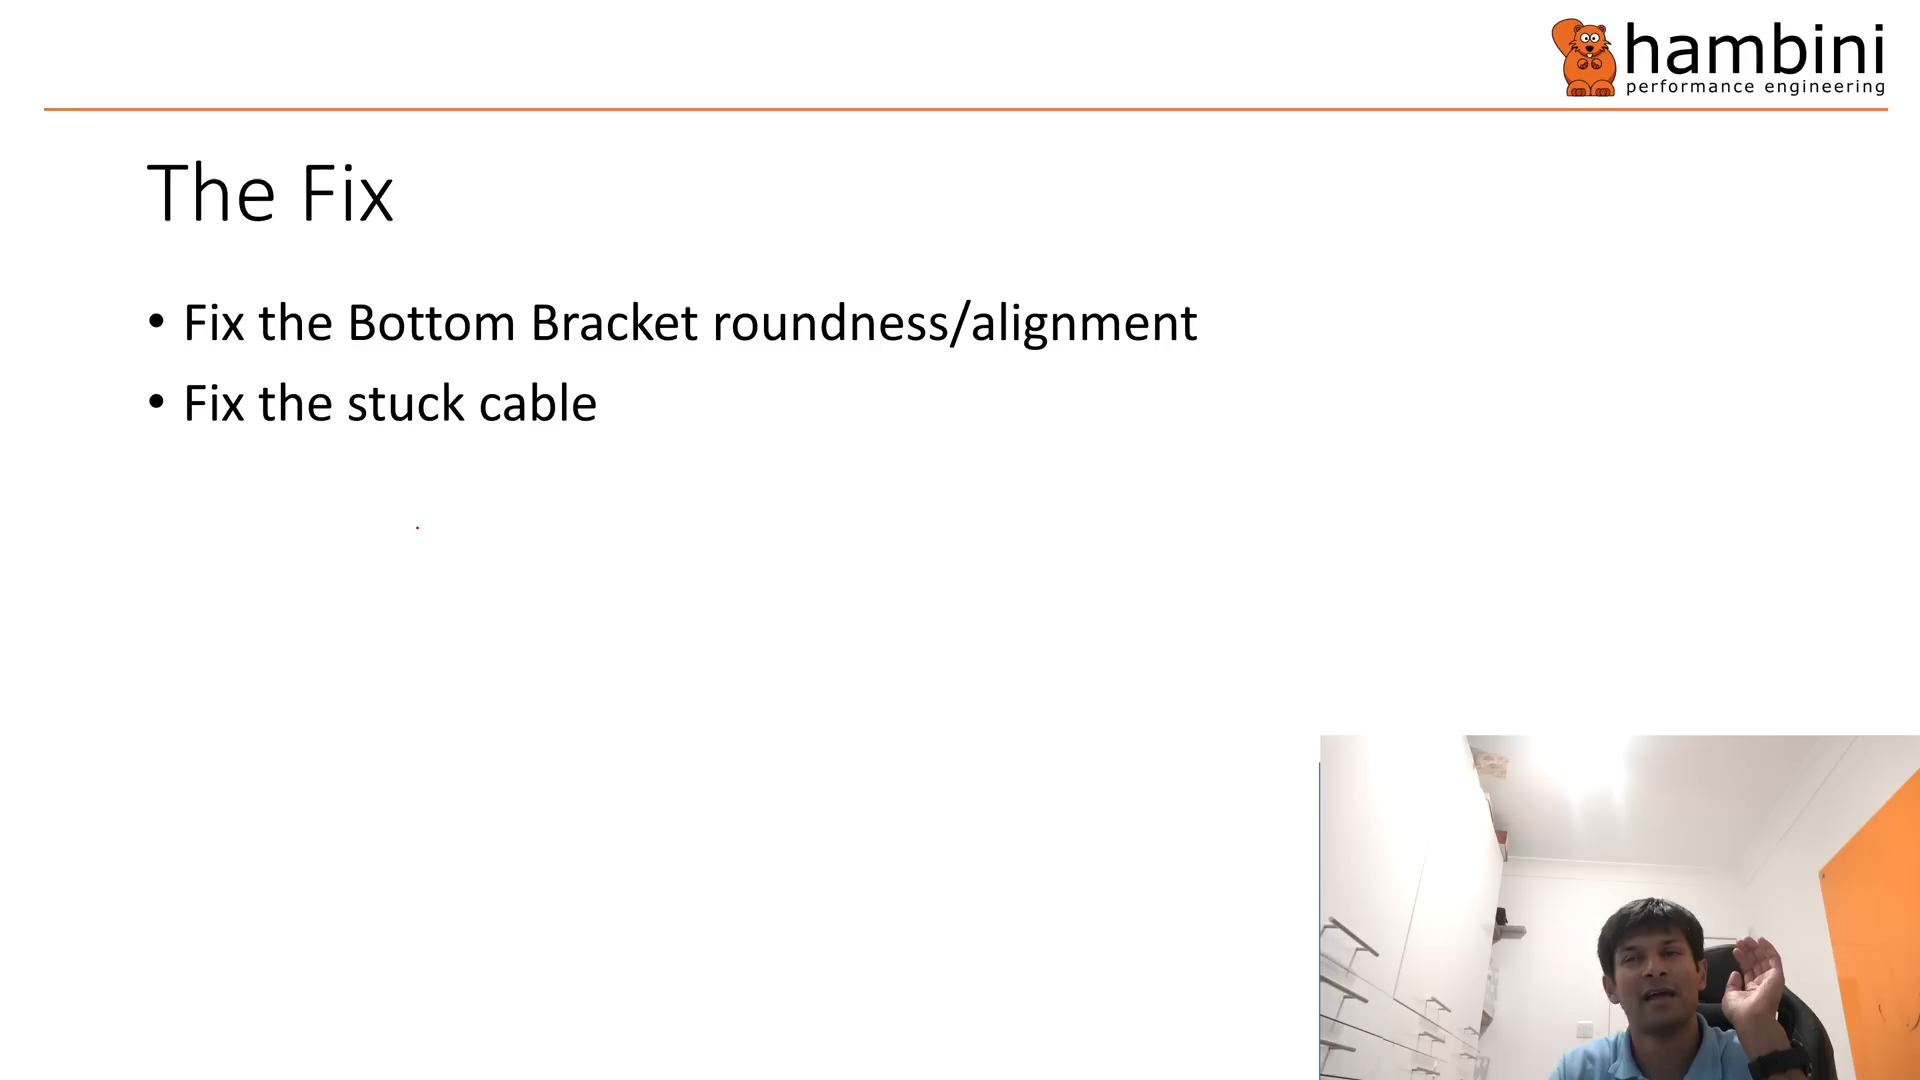 hambini
performance engineering
The Fix
• Fix the Bottom Bracket roundness/alignment
• Fix the stuck cable